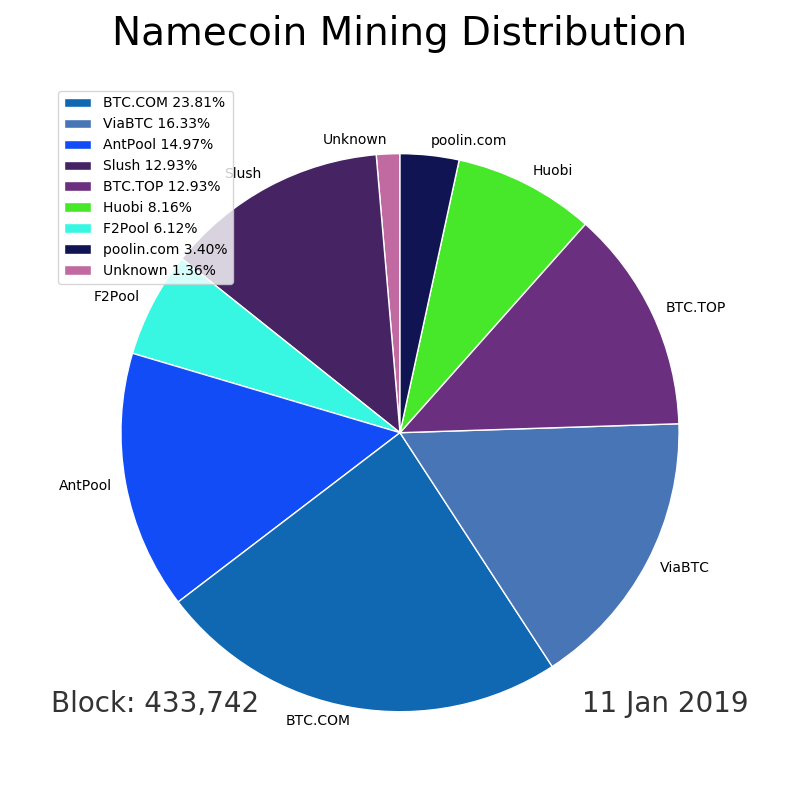 Namecoin Mining Distribution
BTC.COM 23.81%
ViaBTC 16.33%
AntPool 14.97%
Slush 12.93%
BTC.TOP 12.93%
Huobi 8.16%
F2Pool 6.12%
poolin.com 3.40%
Unknown 1.36%
Unknown
poolin.com
Slush
Huobi
F2Pool
BTC.TOP
AntPool
ViaBTC
BTC.COM
Block: 433,742
11 Jan 2019